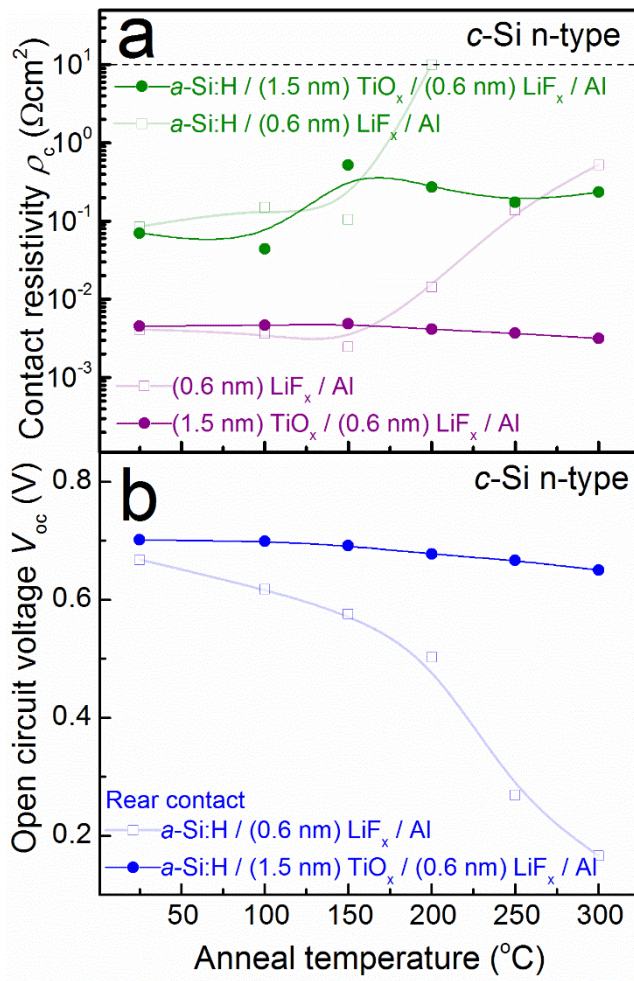 a
c-Si n-type
a-Si:H / (1.5 nm) TiOₓ / (0.6 nm) LiFₓ / Al
a-Si:H / (0.6 nm) LiFₓ / Al
(0.6 nm) LiFₓ / Al
(1.5 nm) TiOₓ / (0.6 nm) LiFₓ / Al
10¹
10⁰
10⁻¹
10⁻²
10⁻³
Contact resistivity ρc (Ωcm²)
b
c-Si n-type
0.8
0.6
0.4
0.2
Open circuit voltage Voc (V)
Rear contact
a-Si:H / (0.6 nm) LiFₓ / Al
a-Si:H / (1.5 nm) TiOₓ / (0.6 nm) LiFₓ / Al
50 100 150 200 250 300
Anneal temperature (°C)